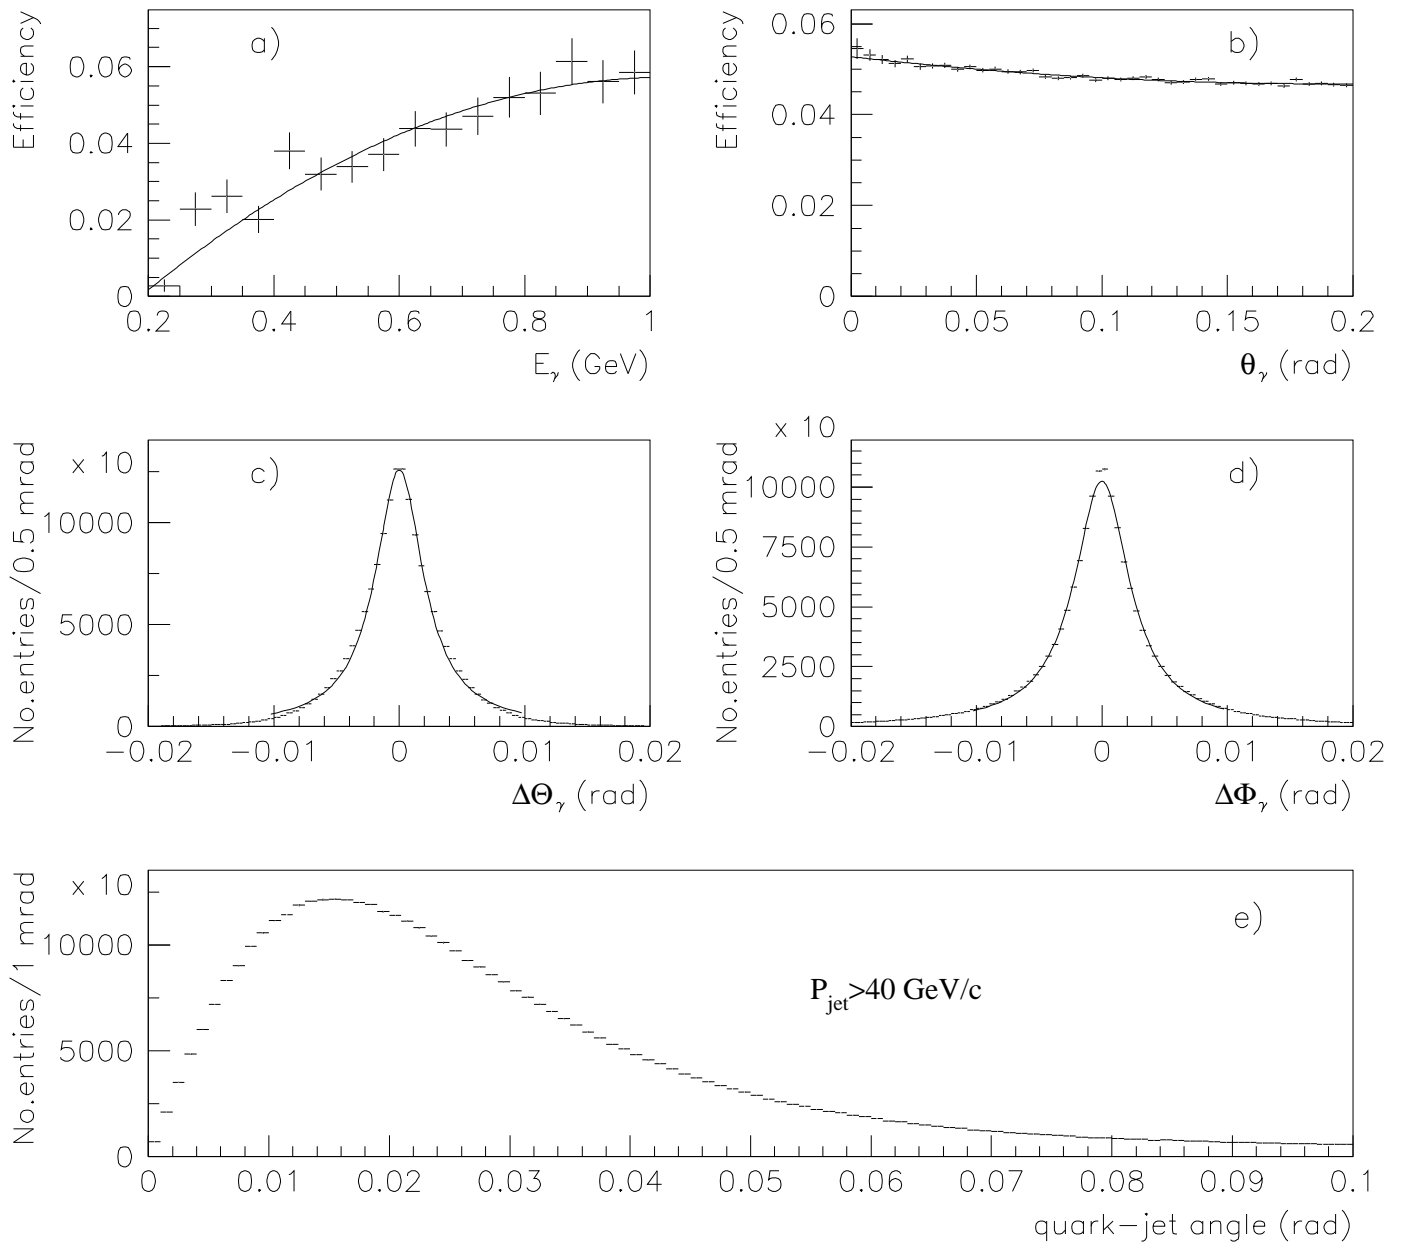 a)
Efficiency
0.06
0.04
0.02
0
0.2 0.4 0.6 0.8 1
E_γ (GeV)
b)
Efficiency
0.06
0.04
0.02
0
0 0.05 0.1 0.15 0.2
θ_γ (rad)
c)
x 10
No.entries/0.5 mrad
10000
5000
0
−0.02 −0.01 0 0.01 0.02
ΔΘ_γ (rad)
x 10
d)
No.entries/0.5 mrad
10000
7500
5000
2500
0
−0.02 −0.01 0 0.01 0.02
ΔΦ_γ (rad)
x 10
e)
No.entries/1 mrad
10000
P_jet>40 GeV/c
5000
0
0 0.01 0.02 0.03 0.04 0.05 0.06 0.07 0.08 0.09 0.1
quark−jet angle (rad)